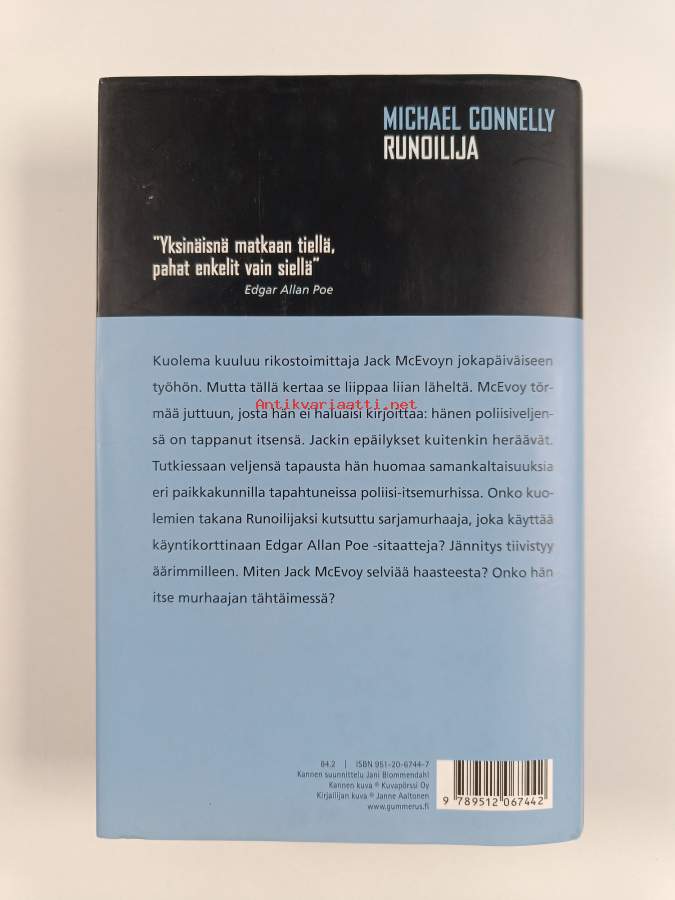 MICHAEL CONNELLY
RUNOILIJA
"Yksinäisnä matkaan tiellä,
pahat enkelit vain siellä"
Edgar Allan Poe
Kuolema kuuluu rikostoimittaja Jack McEvoyn jokapäiväiseen
työhön. Mutta tällä kertaa se liippaa liian läheltä. McEvoy tör-
Antikvariaatti.net
mää juttuun, josta hän ei haluaisi kirjoittaa: hänen poliisiveljen-
sä on tappanut itsensä. Jackin epäilykset kuitenkin heräävät.
Tutkiessaan veljensä tapausta hän huomaa samankaltaisuuksia
eri paikkakunnilla tapahtuneissa poliisi-itsemurhissa. Onko kuo-
lemien takana Runoilijaksi kutsuttu sarjamurhaaja, joka käyttää
käyntikorttinaan Edgar Allan Poe -sitaatteja? Jännitys tiivistyy
äärimmilleen. Miten Jack McEvoy selviää haasteesta? Onko hän
itse murhaajan tähtäimessä?
84.2 | ISBN 951-20-6744-7
Kannen suunnittelu Jani Blommendahl
Kannen kuva © Kuvapörssi Oy
Kirjailijan kuva © Janne Aaltonen
www.gummerus.fi
9 789512 067442